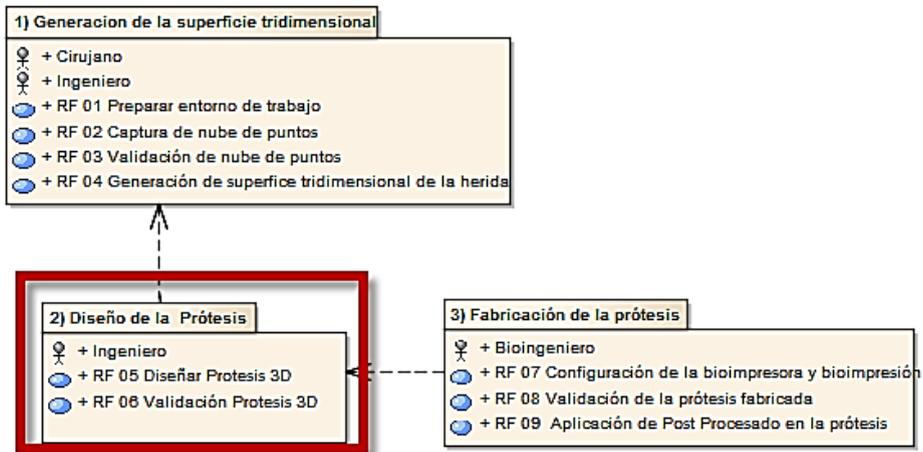 1) Generacion de la superficie tridimensional
+ Cirujano
+ Ingeniero
+ RF 01 Preparar entorno de trabajo
+ RF 02 Captura de nube de puntos
+ RF 03 Validación de nube de puntos
+ RF 04 Generación de superfice tridimensional de la herida
2) Diseño de la Prótesis
+ Ingeniero
+ RF 05 Diseñar Protesis 3D
+ RF 06 Validación Protesis 3D
3) Fabricación de la prótesis
+ Bioingeniero
+ RF 07 Configuración de la bioimpresora y bioimpresión
+ RF 08 Validación de la prótesis fabricada
+ RF 09 Aplicación de Post Procesado en la prótesis